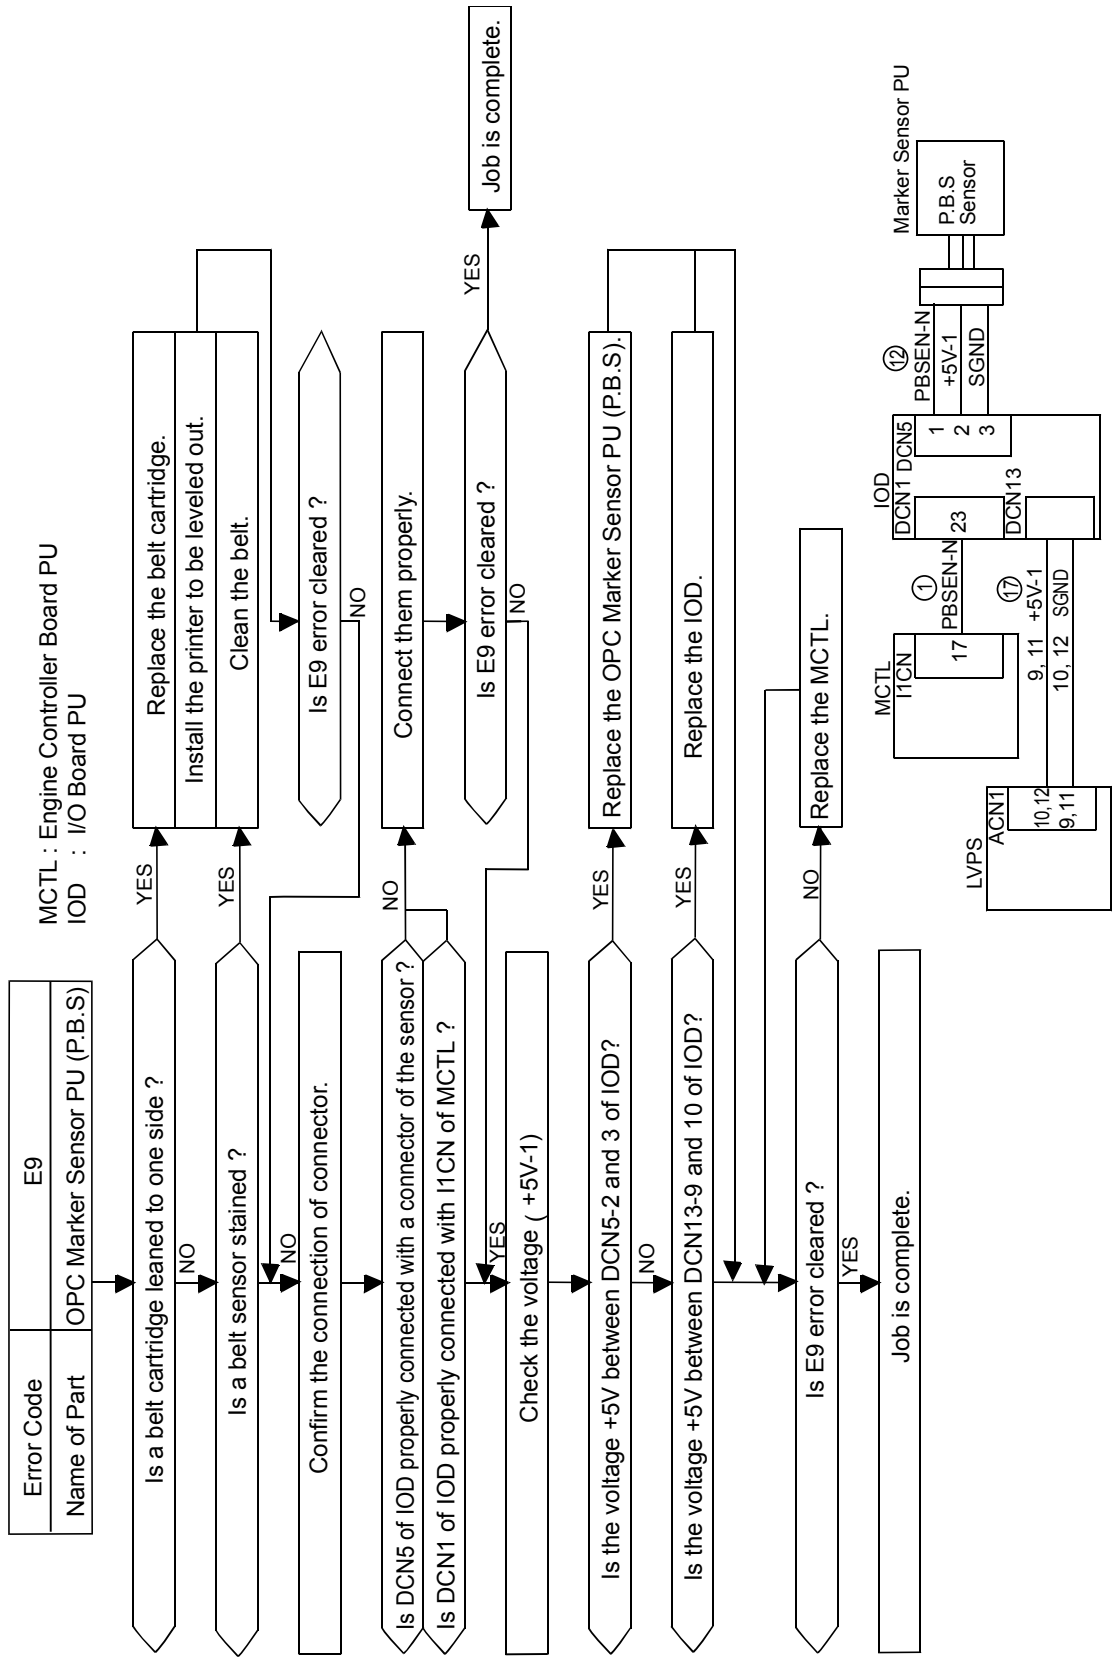 Error Code E9
Name of Part OPC Marker Sensor PU (P.B.S)
MCTL : Engine Controller Board PU
IOD : I/O Board PU
Is a belt cartridge leaned to one side ?
YES
Replace the belt cartridge.
Install the printer to be leveled out.
NO
Is a belt sensor stained ?
YES
Clean the belt.
NO
Is E9 error cleared ?
NO
Confirm the connection of connector.
Is DCN5 of IOD properly connected with a connector of the sensor ?
Is DCN1 of IOD properly connected with I1CN of MCTL ?
NO
Connect them properly.
YES
Is E9 error cleared ?
YES
Job is complete.
NO
Check the voltage ( +5V-1)
Is the voltage +5V between DCN5-2 and 3 of IOD?
YES
Replace the OPC Marker Sensor PU (P.B.S).
NO
Is the voltage +5V between DCN13-9 and 10 of IOD?
YES
Replace the IOD.
Is E9 error cleared ?
NO
Replace the MCTL.
YES
Job is complete.
LVPS
ACN1
10,12
9,11
MCTL
I1CN
17
①
PBSEN-N
⑰
9, 11 +5V-1
10, 12 SGND
IOD
DCN1 DCN5
23
DCN13
1
2
3
⑫
PBSEN-N
+5V-1
SGND
Marker Sensor PU
P.B.S
Sensor